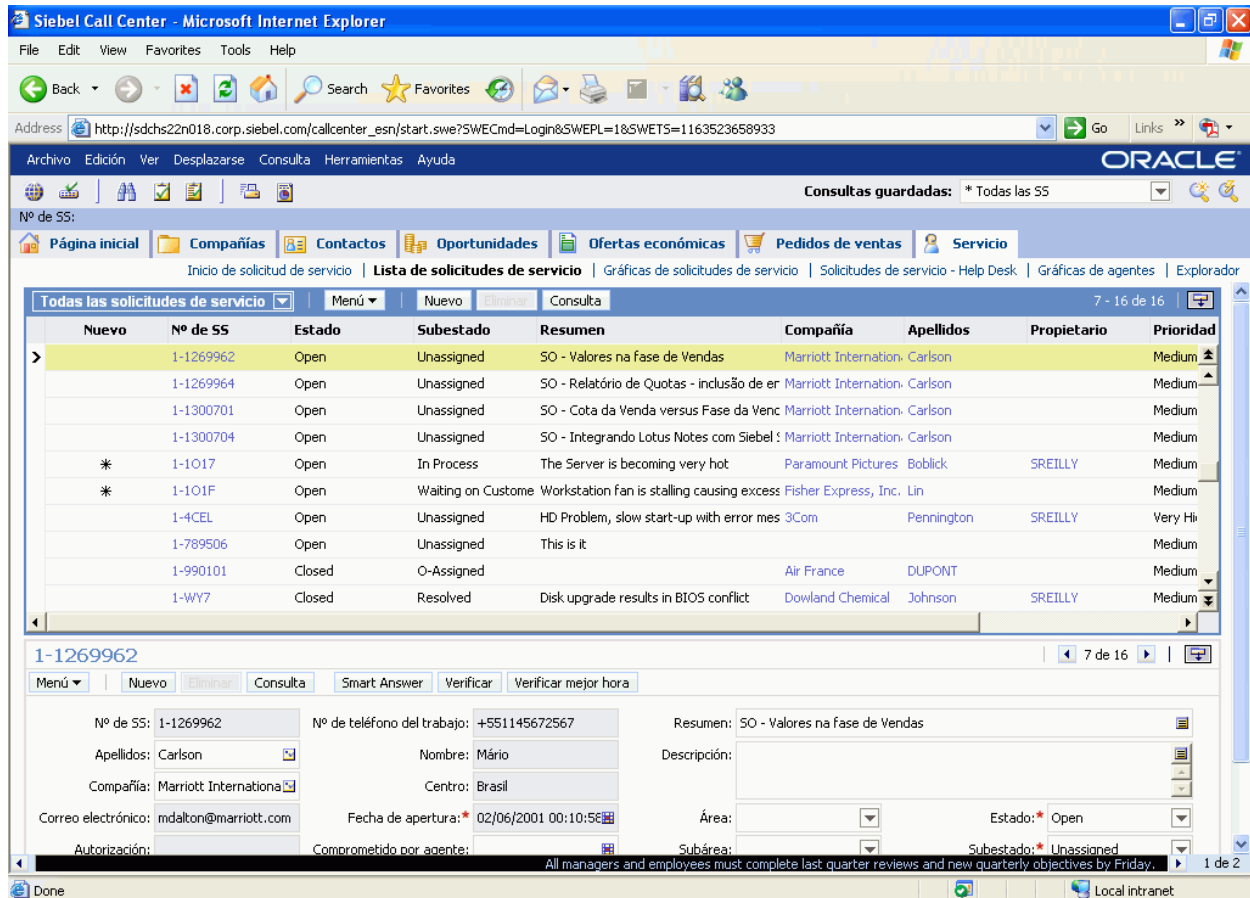 Siebel Call Center - Microsoft Internet Explorer
File Edit View Favorites Tools Help
Back Search Favorites
Address http://sdchs22n018.corp.siebel.com/callcenter_esn/start.swe?SWECmd=Login&SWEPL=1&SWETS=1163523658933 Go Links »
Archivo Edición Ver Desplazarse Consulta Herramientas Ayuda ORACLE
Consultas guardadas: * Todas las SS
Nº de SS:
Página inicial Compañías Contactos Oportunidades Ofertas económicas Pedidos de ventas Servicio
Inicio de solicitud de servicio | Lista de solicitudes de servicio | Gráficas de solicitudes de servicio | Solicitudes de servicio - Help Desk | Gráficas de agentes | Explorador
Todas las solicitudes de servicio Menú Nuevo Eliminar Consulta 7 - 16 de 16
Nuevo Nº de SS Estado Subestado Resumen Compañía Apellidos Propietario Prioridad
1-1269962 Open Unassigned SO - Valores na fase de Vendas Marriott Internation Carlson Medium
1-1269964 Open Unassigned SO - Relatório de Quotas - inclusão de er Marriott Internation Carlson Medium
1-1300701 Open Unassigned SO - Cota da Venda versus Fase da Venc Marriott Internation Carlson Medium
1-1300704 Open Unassigned SO - Integrando Lotus Notes com Siebel Marriott Internation Carlson Medium
* 1-1O17 Open In Process The Server is becoming very hot Paramount Pictures Boblick SREILLY Medium
* 1-1O1F Open Waiting on Custome Workstation fan is stalling causing excess Fisher Express, Inc. Lin Medium
1-4CEL Open Unassigned HD Problem, slow start-up with error mes 3Com Pennington SREILLY Very Hi
1-789506 Open Unassigned This is it Medium
1-990101 Closed O-Assigned Air France DUPONT Medium
1-WY7 Closed Resolved Disk upgrade results in BIOS conflict Dowland Chemical Johnson SREILLY Medium
1-1269962 7 de 16
Menú Nuevo Eliminar Consulta Smart Answer Verificar Verificar mejor hora
Nº de SS: 1-1269962 Nº de teléfono del trabajo: +551145672567 Resumen: SO - Valores na fase de Vendas
Apellidos: Carlson Nombre: Mário Descripción:
Compañía: Marriott Internationa Centro: Brasil
Correo electrónico: mdalton@marriott.com Fecha de apertura:* 02/06/2001 00:10:58 Área: Estado:* Open
Autorización: Comprometido por agente: Subárea: Subestado:* Unassigned
All managers and employees must complete last quarter reviews and new quarterly objectives by Friday. 1 de 2
Done Local intranet